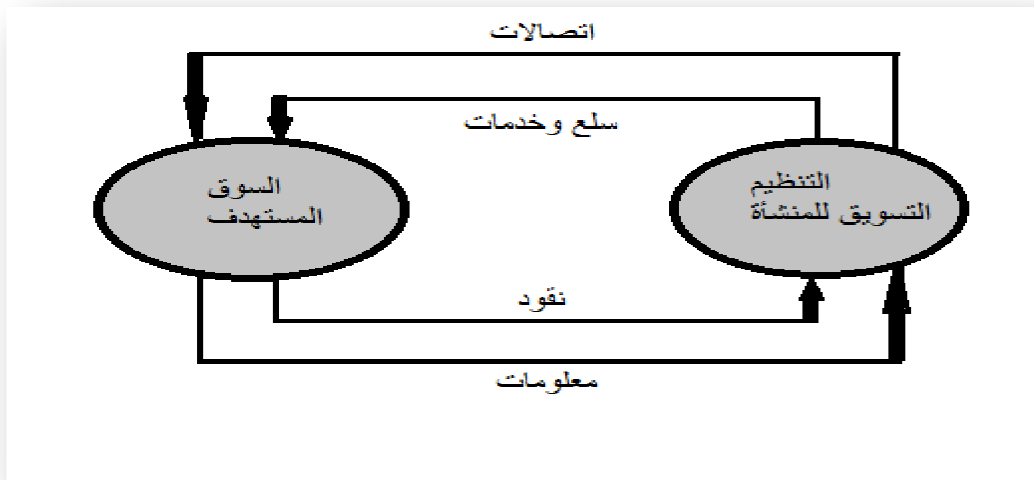 اتصالات
سلع وخدمات
التنظيم
التسويق للمنشأة
السوق
المستهدف
نقود
معلومات